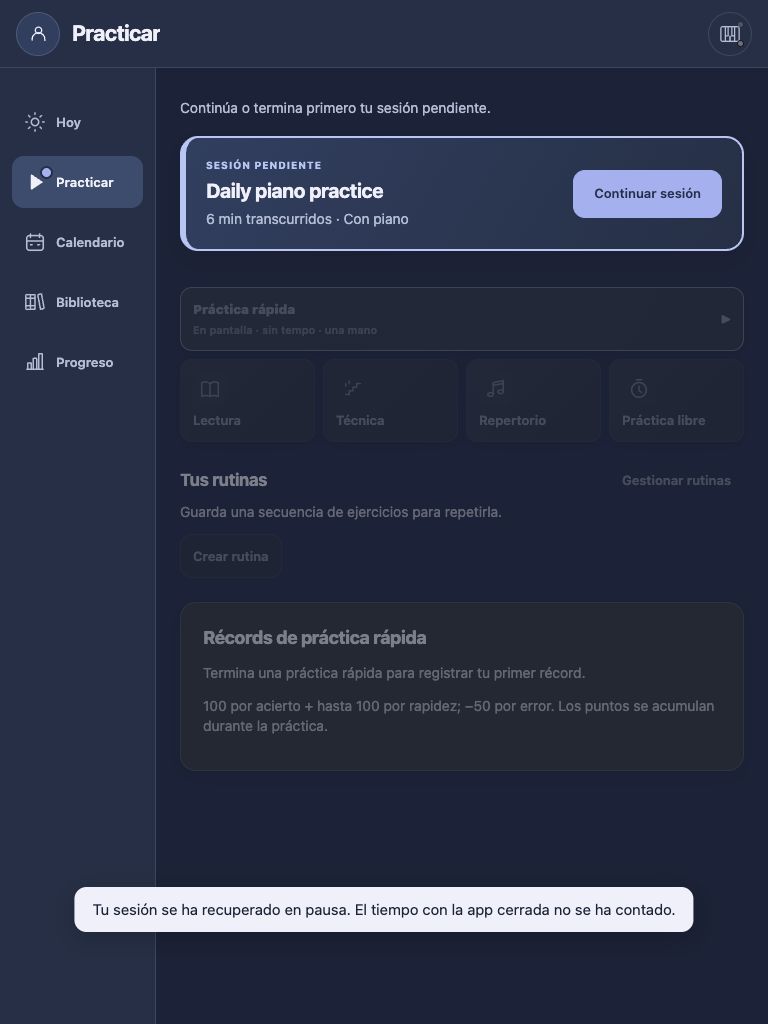 Practicar
Hoy
Practicar
Calendario
Biblioteca
Progreso
Continúa o termina primero tu sesión pendiente.
SESIÓN PENDIENTE
Daily piano practice
6 min transcurridos · Con piano
Continuar sesión
Práctica rápida
En pantalla · sin tempo · una mano
Lectura
Técnica
Repertorio
Práctica libre
Tus rutinas
Gestionar rutinas
Guarda una secuencia de ejercicios para repetirla.
Crear rutina
Récords de práctica rápida
Termina una práctica rápida para registrar tu primer récord.
100 por acierto + hasta 100 por rapidez; −50 por error. Los puntos se acumulan
durante la práctica.
Tu sesión se ha recuperado en pausa. El tiempo con la app cerrada no se ha contado.